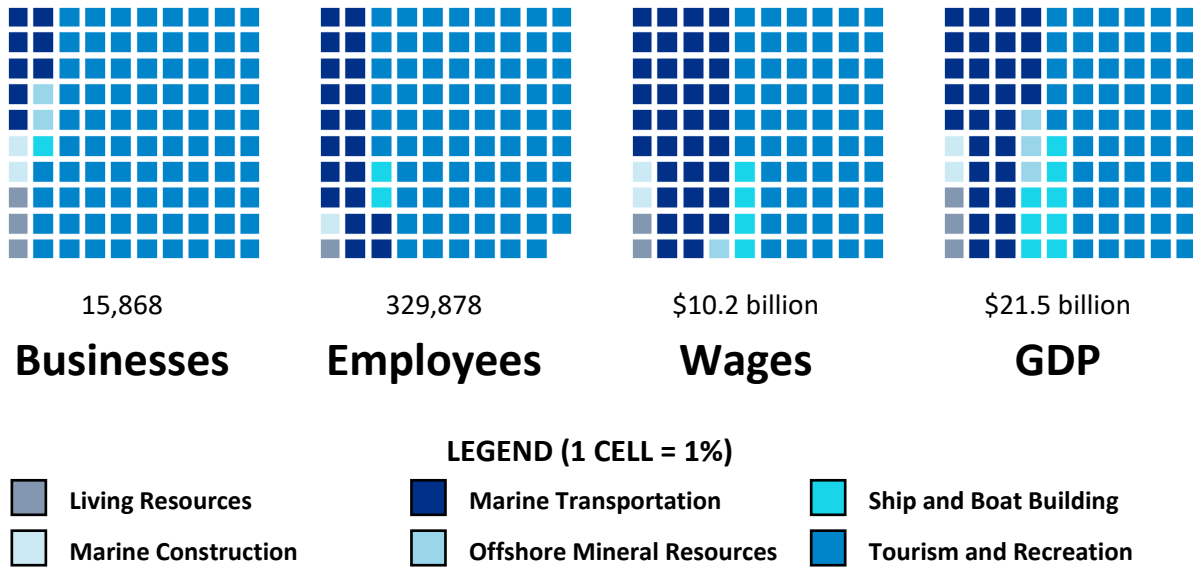 15,868
329,878
$10.2 billion
$21.5 billion
Businesses
Employees
Wages
GDP
LEGEND (1 CELL = 1%)
Living Resources
Marine Transportation
Ship and Boat Building
Marine Construction
Offshore Mineral Resources
Tourism and Recreation